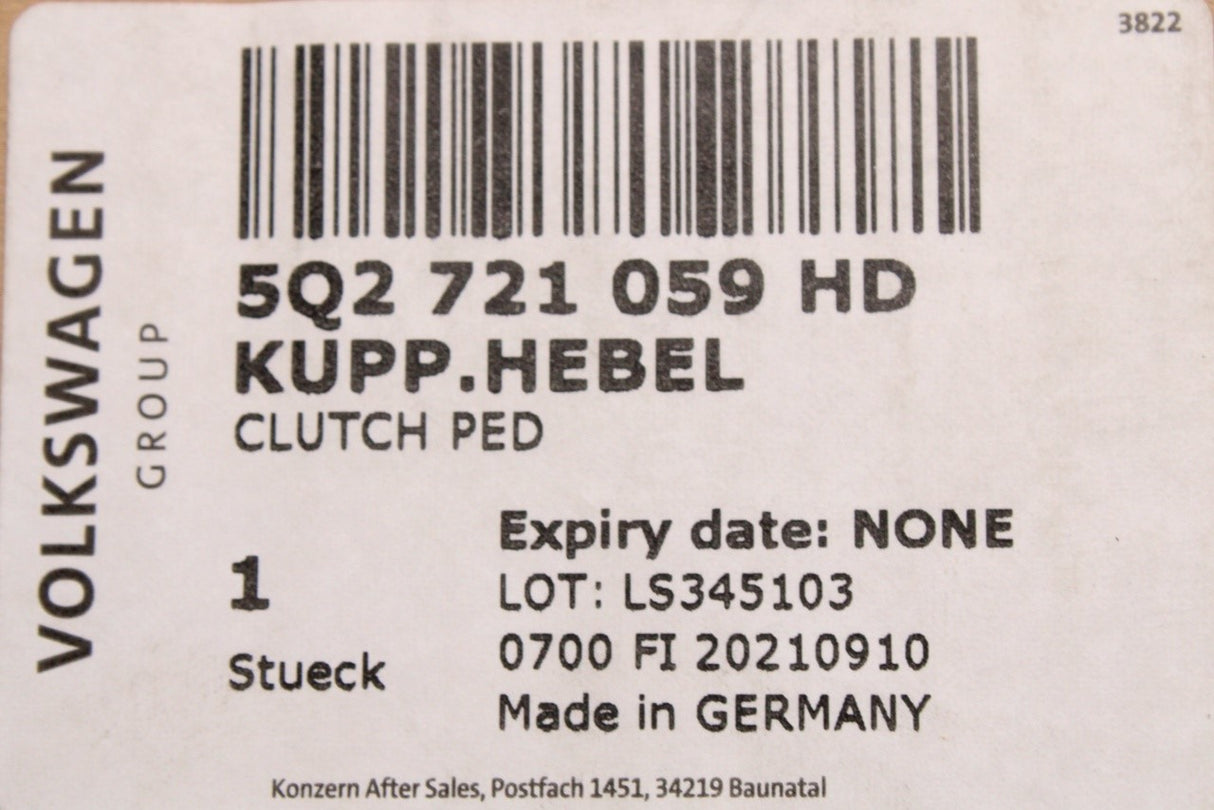 3822
VOLKSWAGEN
GROUP
5Q2 721 059 HD
KUPP.HEBEL
CLUTCH PED
1
Stueck
Expiry date: NONE
LOT: LS345103
0700 FI 20210910
Made in GERMANY
Konzern After Sales, Postfach 1451, 34219 Baunatal